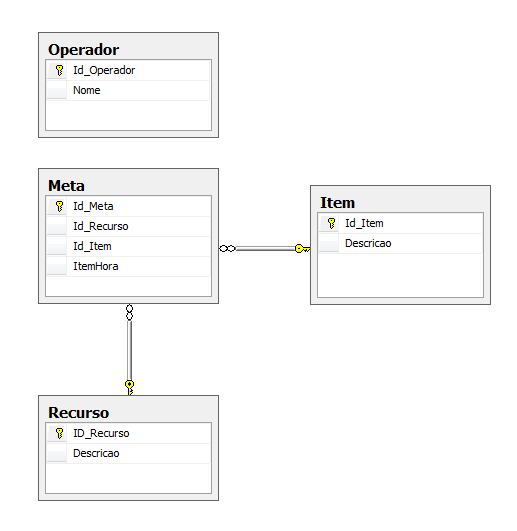 Operador
Id_Operador
Nome
Meta
Id_Meta
Id_Recurso
Id_Item
ItemHora
Item
Id_Item
Descricao
Recurso
ID_Recurso
Descricao